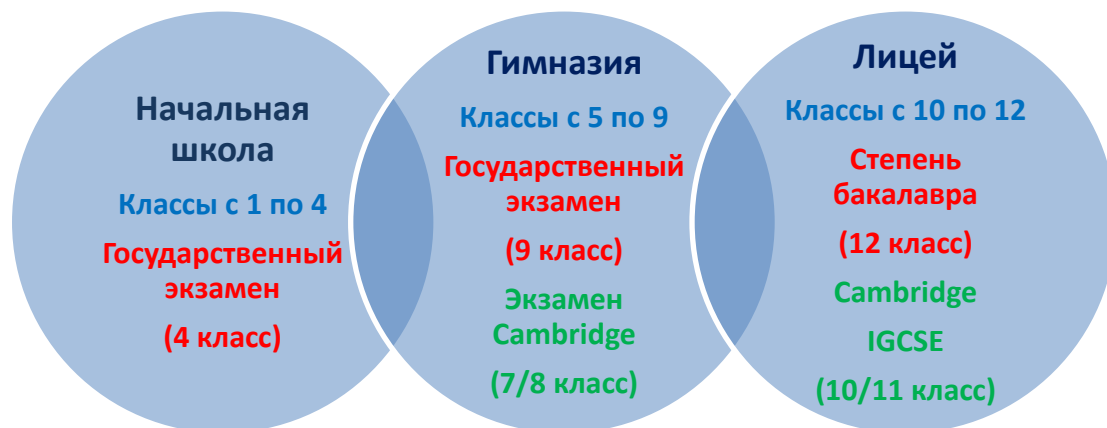 Начальная
школа
Классы с 1 по 4
Государственный
экзамен
(4 класс)
Гимназия
Классы с 5 по 9
Государственный
экзамен
(9 класс)
Экзамен
Cambridge
(7/8 класс)
Лицей
Классы с 10 по 12
Степень
бакалавра
(12 класс)
Cambridge
IGCSE
(10/11 класс)